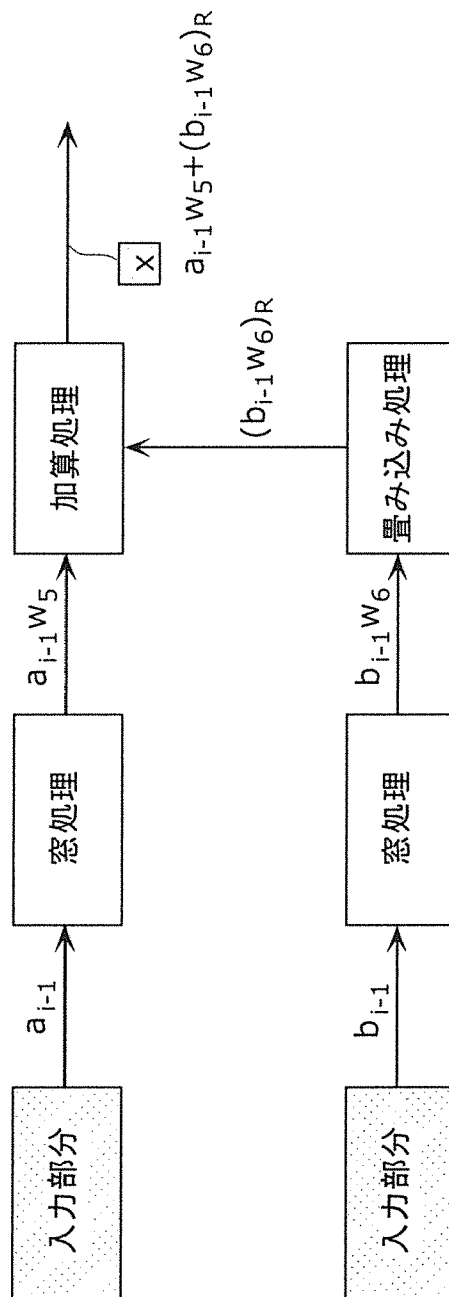 入力部分
a_{i-1}
窓処理
a_{i-1}w_5
加算処理
x
a_{i-1}w_5+(b_{i-1}w_6)_R
(b_{i-1}w_6)_R
入力部分
b_{i-1}
窓処理
b_{i-1}w_6
畳み込み処理